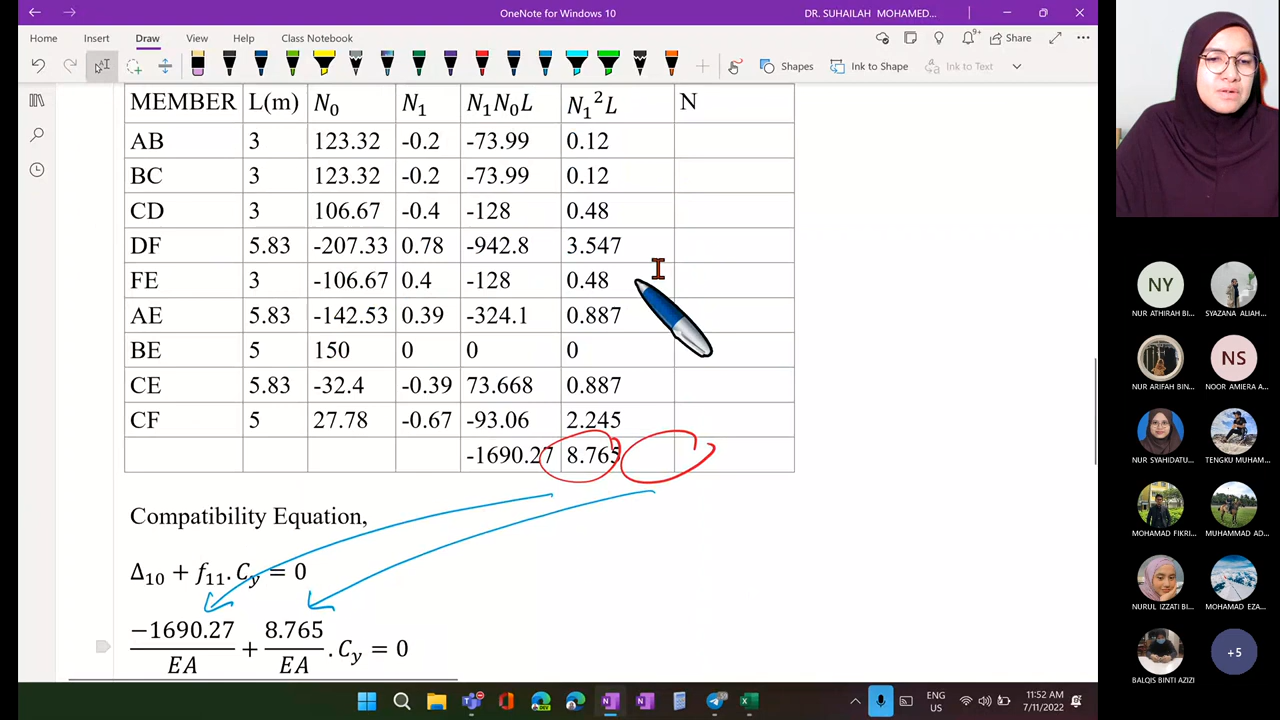 OneNote for Windows 10
DR. SUHAILAH MOHAMED...
Home Insert Draw View Help Class Notebook
9+ Share
Shapes Ink to Shape Ink to Text
MEMBER L(m) N₀ N₁ N₁N₀L N₁²L N
AB 3 123.32 -0.2 -73.99 0.12
BC 3 123.32 -0.2 -73.99 0.12
CD 3 106.67 -0.4 -128 0.48
DF 5.83 -207.33 0.78 -942.8 3.547
FE 3 -106.67 0.4 -128 0.48
AE 5.83 -142.53 0.39 -324.1 0.887
BE 5 150 0 0 0
CE 5.83 -32.4 -0.39 73.668 0.887
CF 5 27.78 -0.67 -93.06 2.245
-1690.27 8.765
Compatibility Equation,
Δ₁₀ + f₁₁. C_y = 0
−1690.27/EA + 8.765/EA . C_y = 0
NY
NUR ATHIRAH BI...
SYAZANA ALIAH...
NS
NUR ARIFAH BIN...
NOOR AMIERA A...
NUR SYAHIDATU...
TENGKU MUHAM...
MOHAMAD FIKRI...
MUHAMMAD AD...
NURUL IZZATI BI...
MOHAMAD EZA...
+5
BALQIS BINTI AZIZI
ENG
US
11:52 AM
7/11/2022